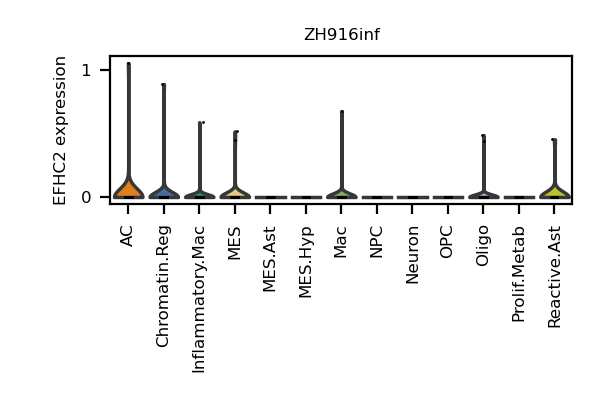 ZH916inf
EFHC2 expression
1
0
AC
Chromatin.Reg
Inflammatory.Mac
MES
MES.Ast
MES.Hyp
Mac
NPC
Neuron
OPC
Oligo
Prolif.Metab
Reactive.Ast